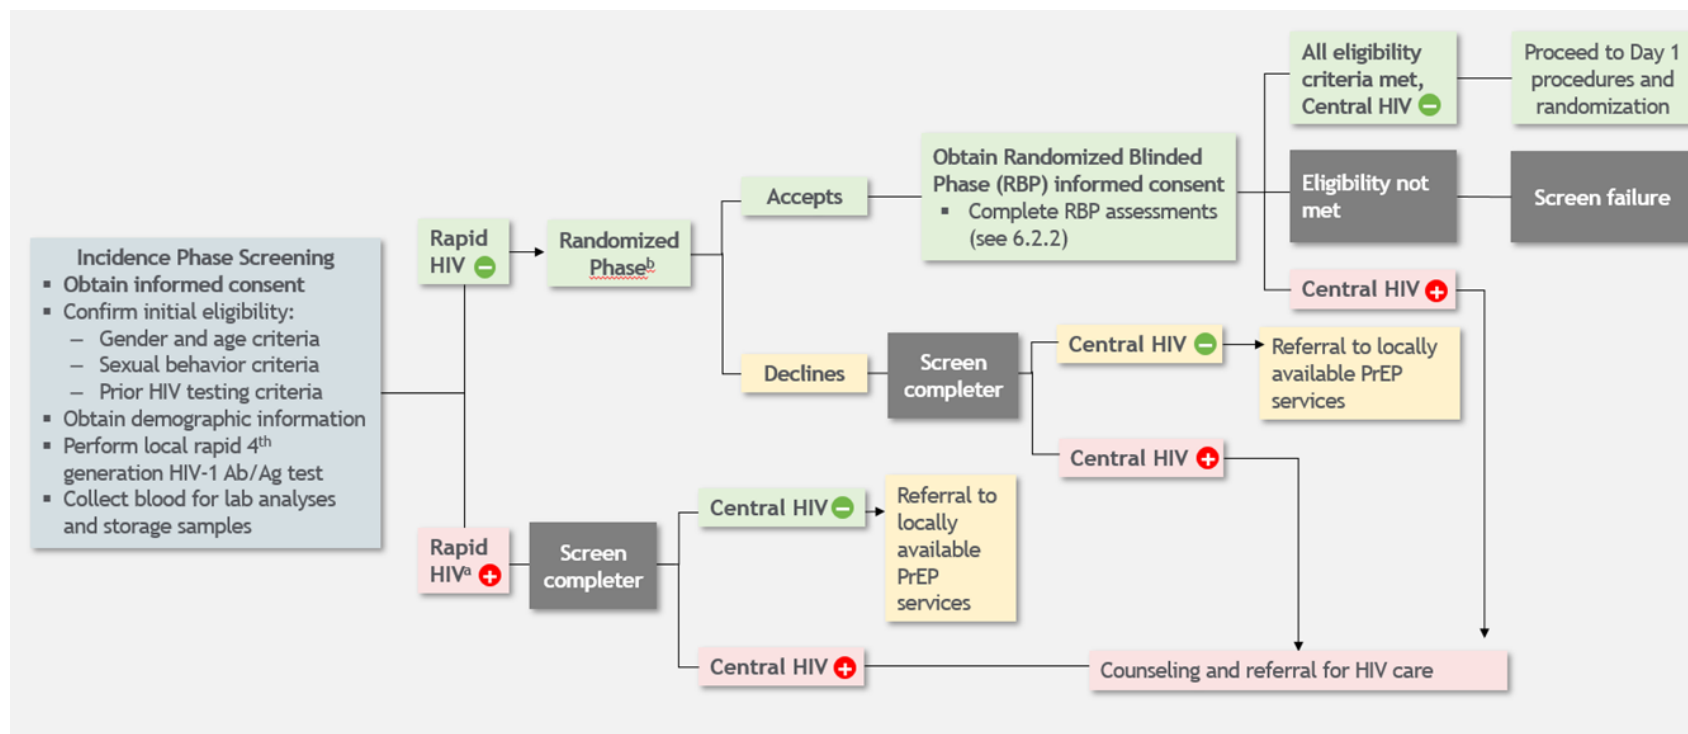 Incidence Phase Screening
▪ Obtain informed consent
▪ Confirm initial eligibility:
– Gender and age criteria
– Sexual behavior criteria
– Prior HIV testing criteria
▪ Obtain demographic information
▪ Perform local rapid 4th
generation HIV-1 Ab/Ag test
▪ Collect blood for lab analyses
and storage samples
Rapid
HIV −
Randomized
Phaseb
Accepts
Obtain Randomized Blinded
Phase (RBP) informed consent
▪ Complete RBP assessments
(see 6.2.2)
All eligibility
criteria met,
Central HIV −
Proceed to Day 1
procedures and
randomization
Eligibility not
met
Screen failure
Central HIV +
Declines
Screen
completer
Central HIV −
Referral to locally
available PrEP
services
Central HIV +
Rapid
HIVa +
Screen
completer
Central HIV −
Referral to
locally
available
PrEP
services
Central HIV +
Counseling and referral for HIV care